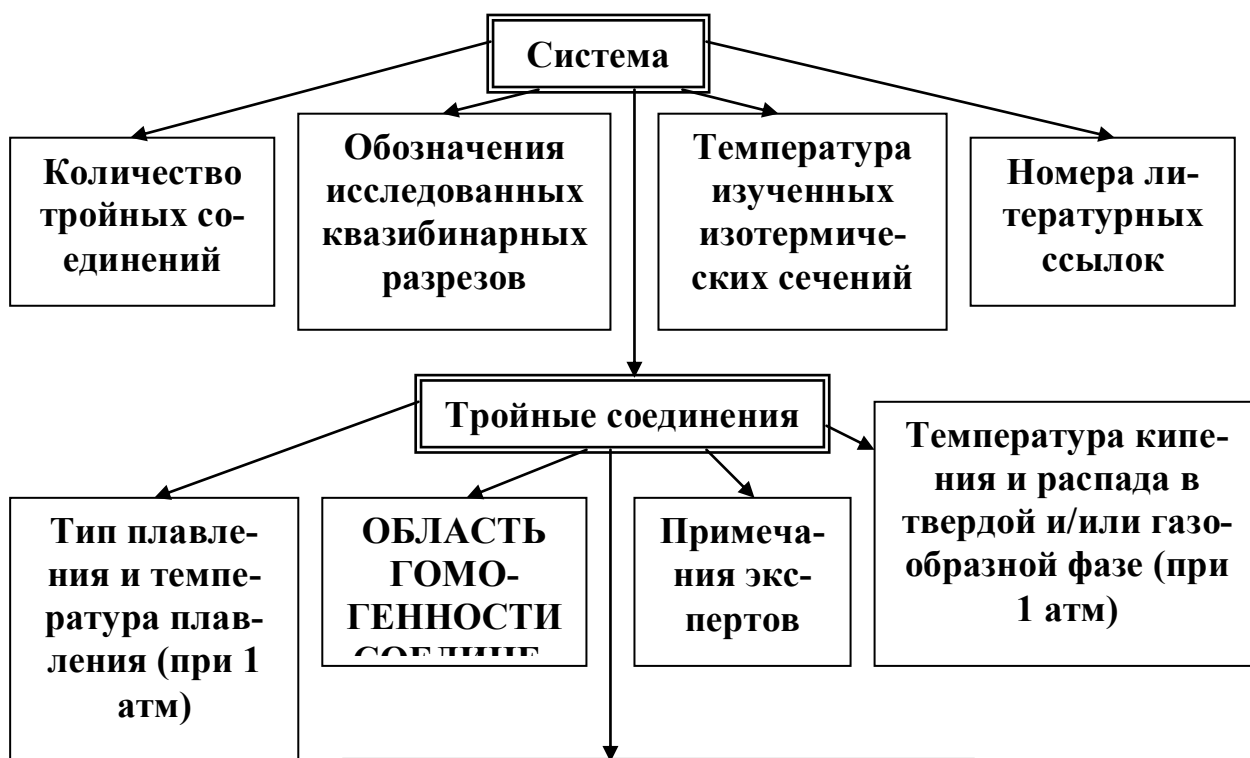 Система
Количество
тройных со-
единений
Обозначения
исследованных
квазибинарных
разрезов
Температура
изученных
изотермиче-
ских сечений
Номера ли-
тературных
ссылок
Тройные соединения
Тип плавле-
ния и темпе-
ратура плав-
ления (при 1
атм)
ОБЛАСТЬ
ГОМО-
ГЕННОСТИ
Примеча-
ния экс-
пертов
Температура кипе-
ния и распада в
твердой и/или газо-
образной фазе (при
1 атм)